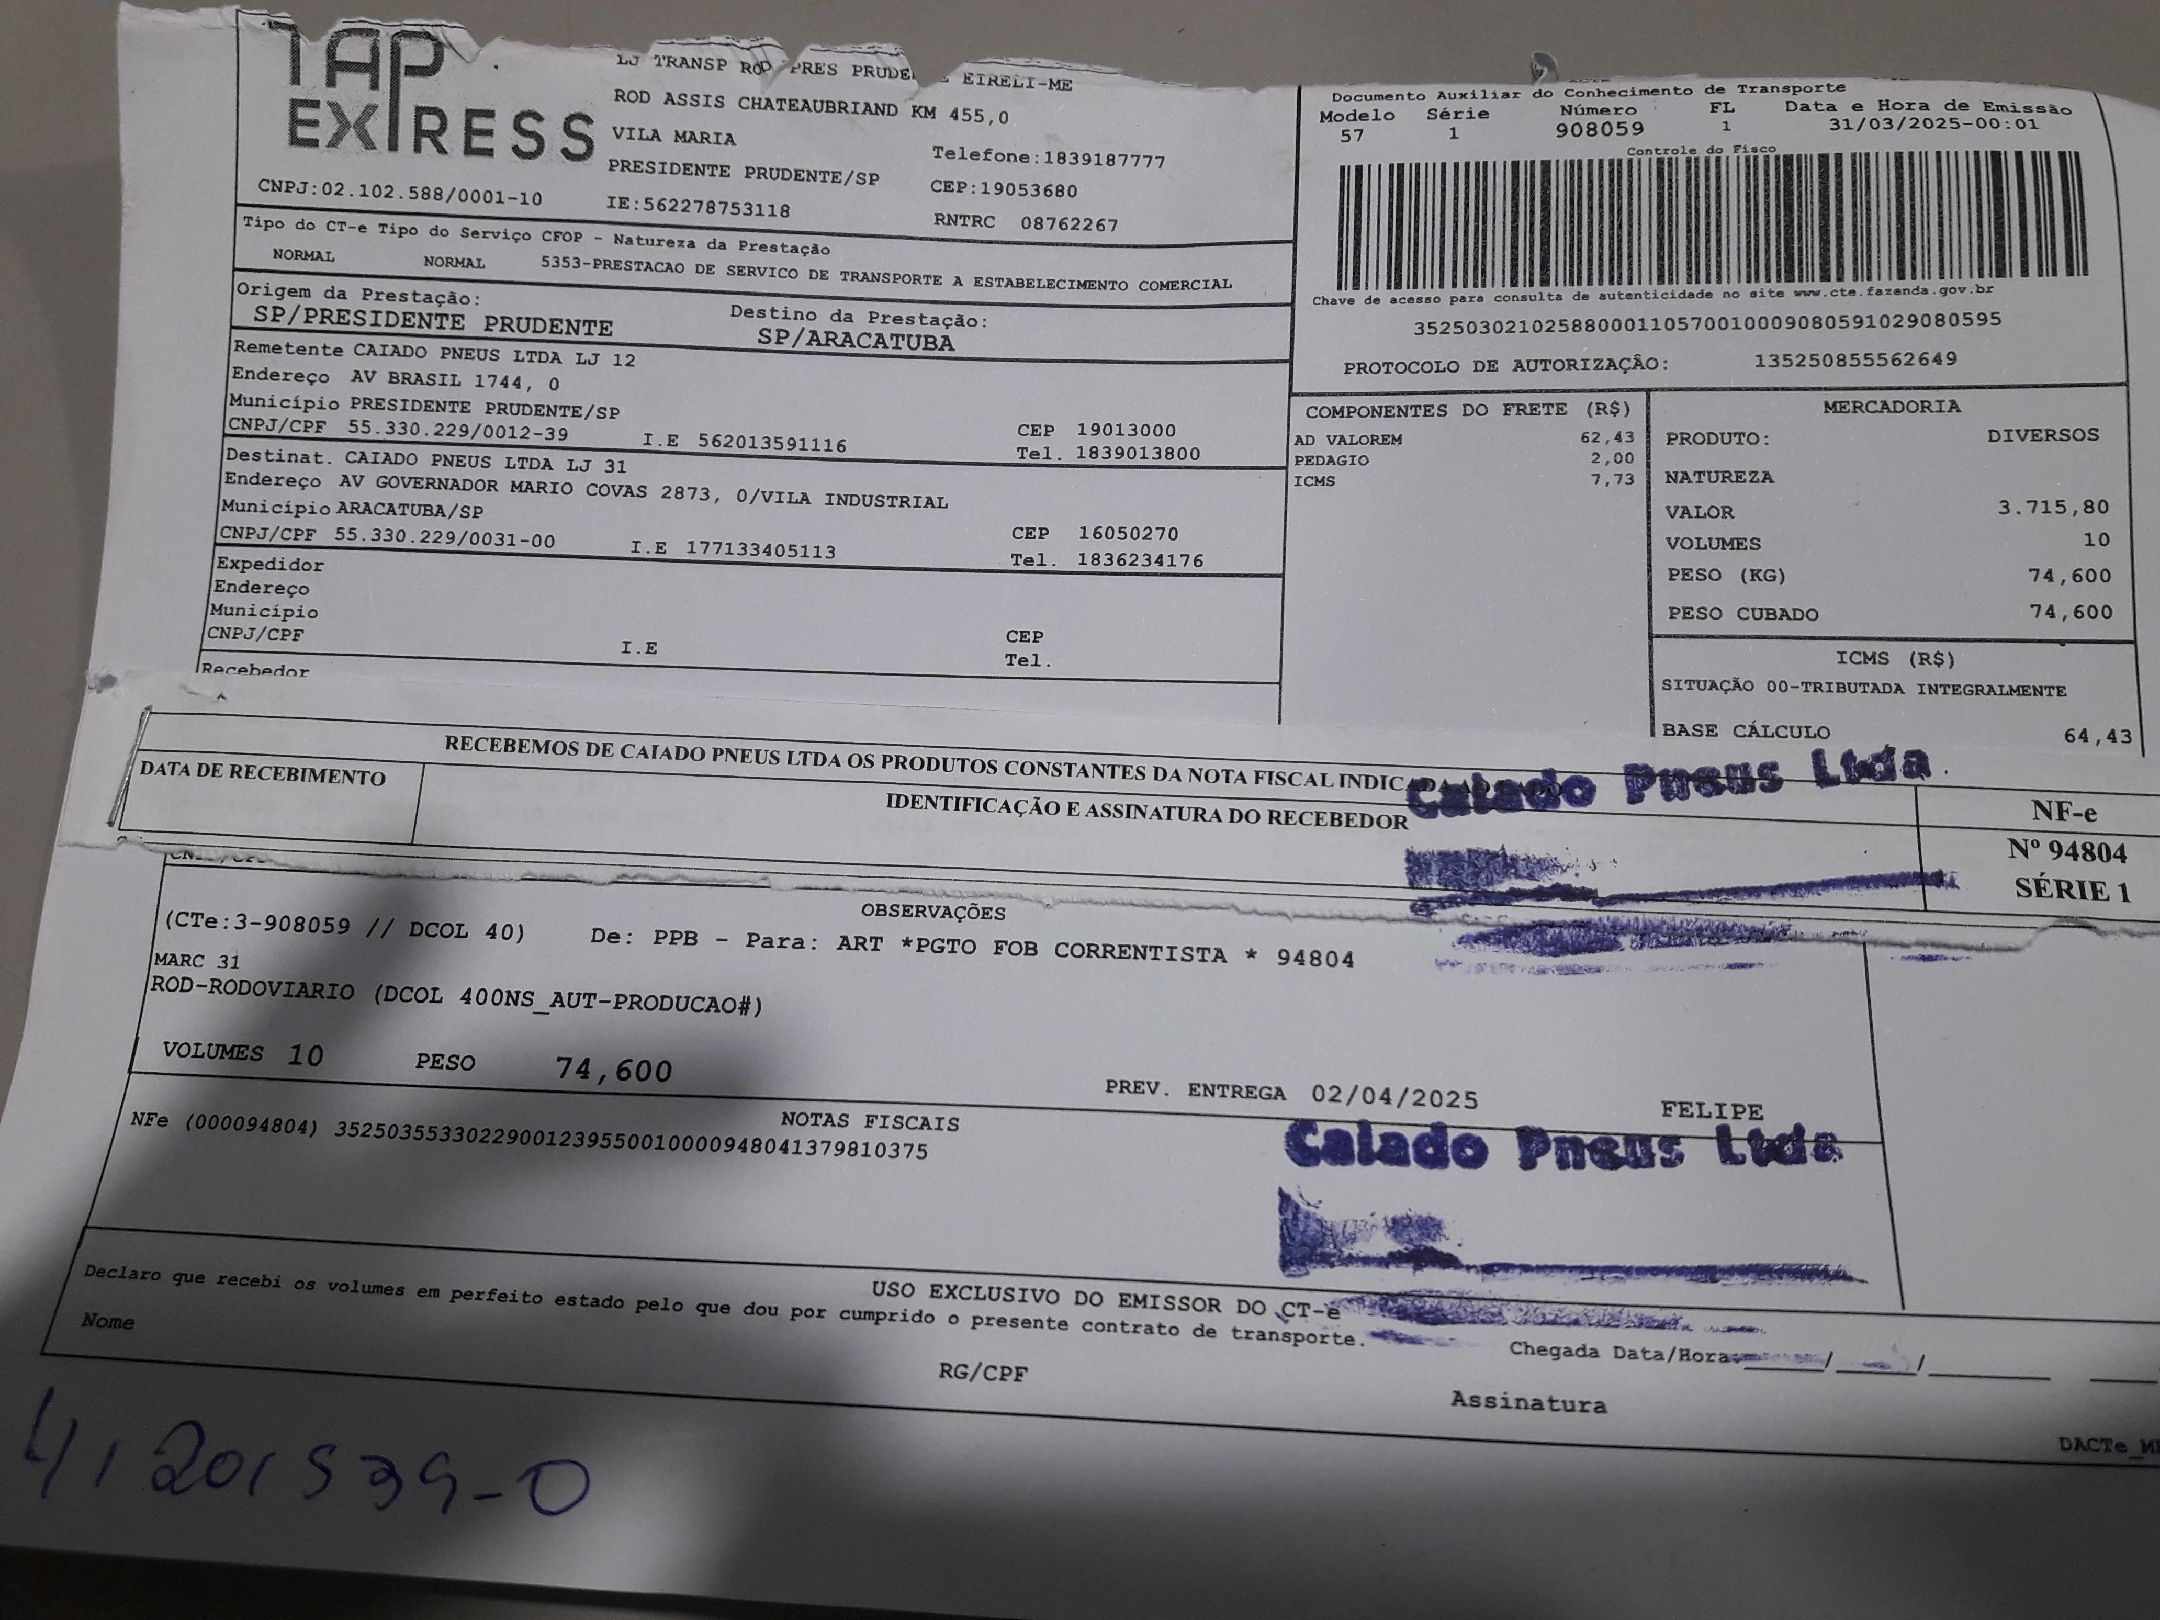 TAP
EXPRESS
LJ TRANSP ROD PRES EIRELI-ME
ROD ASSIS CHATEAUBRIAND KM 455,0
VILA MARIA
Telefone:1839187777
PRESIDENTE PRUDENTE/SP
CEP:19053680
CNPJ:02.102.588/0001-10
IE:562278753118
RNTRC 08762267
Documento Auxiliar do Conhecimento de Transporte
Modelo Série Número FL Data e Hora de Emissão
57 1 908059 1 31/03/2025-00:01
Controle do Fisco
Chave de acesso para consulta de autenticidade no site www.cte.fazenda.gov.br
35250302102588000110570010009080591029080595
PROTOCOLO DE AUTORIZAÇÃO: 135250855562649
Tipo do CT-e Tipo do Serviço CFOP - Natureza da Prestação
NORMAL NORMAL 5353-PRESTACAO DE SERVICO DE TRANSPORTE A ESTABELECIMENTO COMERCIAL
Origem da Prestação: Destino da Prestação:
SP/PRESIDENTE PRUDENTE SP/ARACATUBA
Remetente CAIADO PNEUS LTDA LJ 12
Endereço AV BRASIL 1744, 0
Município PRESIDENTE PRUDENTE/SP CEP 19013000
CNPJ/CPF 55.330.229/0012-39 I.E 562013591116 Tel. 1839013800
Destinat. CAIADO PNEUS LTDA LJ 31
Endereço AV GOVERNADOR MARIO COVAS 2873, 0/VILA INDUSTRIAL
Município ARACATUBA/SP CEP 16050270
CNPJ/CPF 55.330.229/0031-00 I.E 177133405113 Tel. 1836234176
Expedidor
Endereço
Município CEP
CNPJ/CPF I.E Tel.
Recebedor
COMPONENTES DO FRETE (R$)
AD VALOREM 62,43
PEDAGIO 2,00
ICMS 7,73
MERCADORIA
PRODUTO: DIVERSOS
NATUREZA
VALOR 3.715,80
VOLUMES 10
PESO (KG) 74,600
PESO CUBADO 74,600
ICMS (R$)
SITUAÇÃO 00-TRIBUTADA INTEGRALMENTE
BASE CÁLCULO 64,43
RECEBEMOS DE CAIADO PNEUS LTDA OS PRODUTOS CONSTANTES DA NOTA FISCAL INDICADA
Caiado Pneus Ltda
DATA DE RECEBIMENTO
IDENTIFICAÇÃO E ASSINATURA DO RECEBEDOR
NF-e
Nº 94804
SÉRIE 1
OBSERVAÇÕES
(CTe:3-908059 // DCOL 40) De: PPB - Para: ART *PGTO FOB CORRENTISTA * 94804
MARC 31
ROD-RODOVIARIO (DCOL 400NS_AUT-PRODUCAO#)
VOLUMES 10 PESO 74,600 PREV. ENTREGA 02/04/2025 FELIPE
NOTAS FISCAIS
NFe (000094804) 35250355330229001239550010000948041379810375
Caiado Pneus Ltda
USO EXCLUSIVO DO EMISSOR DO CT-e
Declaro que recebi os volumes em perfeito estado pelo que dou por cumprido o presente contrato de transporte.
Nome RG/CPF Assinatura
Chegada Data/Hora / /